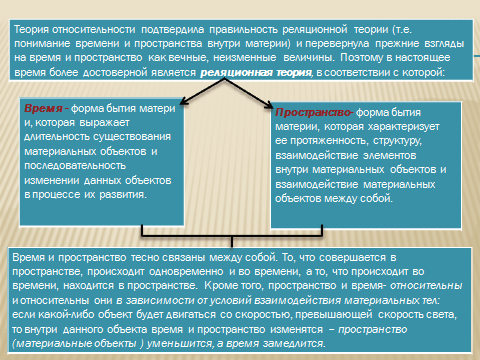 Теория относительности подтвердила правильность реляционной теории (т.е.
понимание времени и пространства внутри материи) и перевернула прежние взгляды
на время и пространство как вечные, неизменные величины. Поэтому в настоящее
время более достоверной является реляционная теория, в соответствии с которой:
Время – форма бытия матери
и, которая выражает
длительность существования
материальных объектов и
последовательность
изменении данных объектов
в процессе их развития.
Пространство- форма бытия
материи, которая характеризует
ее протяженность, структуру,
взаимодействие элементов
внутри материальных объектов и
взаимодействие материальных
объектов между собой.
Время и пространство тесно связаны между собой. То, что совершается в
пространстве, происходит одновременно и во времени, а то, что происходит во
времени, находится в пространстве. Кроме того, пространство и время- относительны
и относительны они в зависимости от условий взаимодействия материальных тел:
если какой-либо объект будет двигаться со скоростью, превышающей скорость света,
то внутри данного объекта время и пространство изменятся – пространство
(материальные объекты ) уменьшится, а время замедлится.